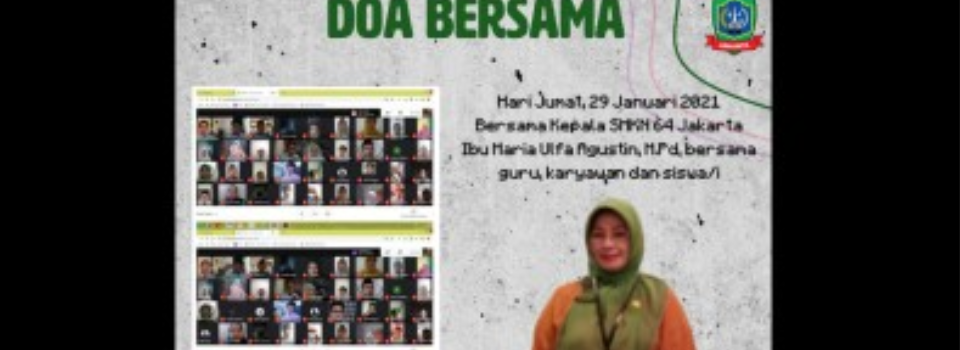 DOA BERSAMA
Hari Jumat, 29 Januari 2021
Bersama Kepala SMKN 64 Jakarta
Ibu Maria Ulfa Agustin, M.Pd, bersama
guru, karyawan dan siswa/i